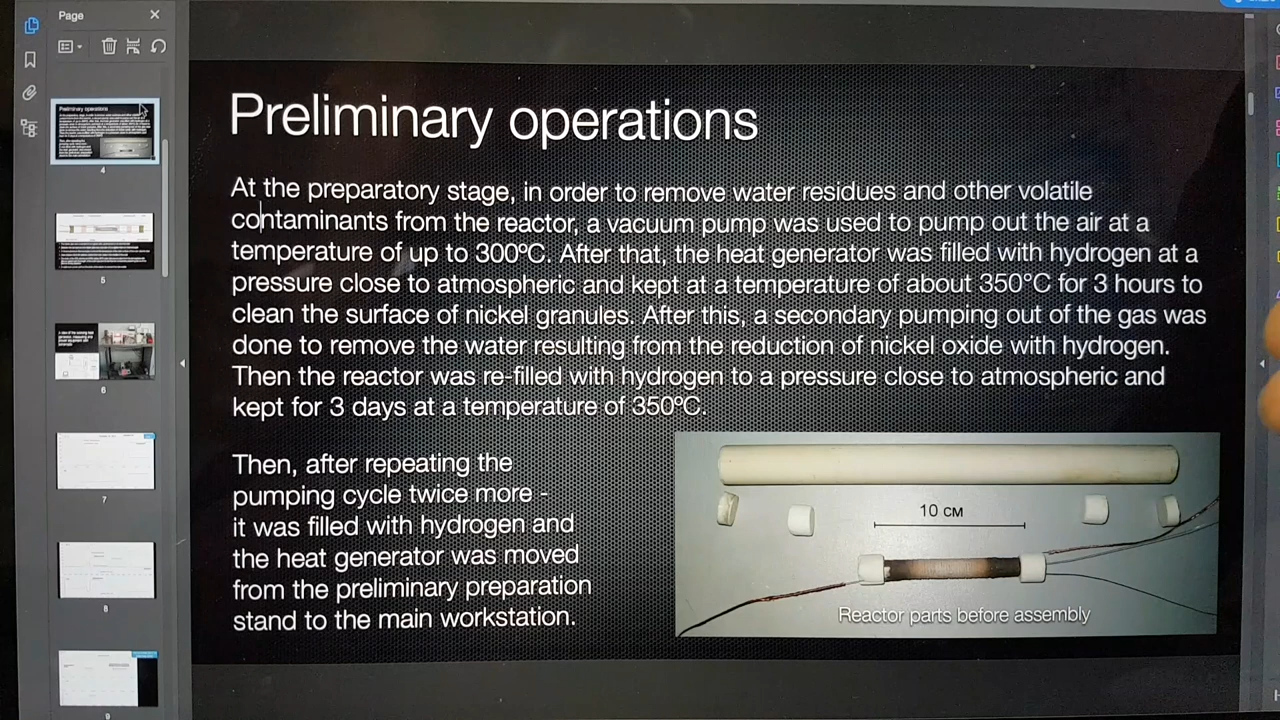 Page
Preliminary operations
At the preparatory stage, in order to remove water residues and other volatile
contaminants from the reactor, a vacuum pump was used to pump out the air at a
temperature of up to 300ºC. After that, the heat generator was filled with hydrogen at a
pressure close to atmospheric and kept at a temperature of about 350°C for 3 hours to
clean the surface of nickel granules. After this, a secondary pumping out of the gas was
done to remove the water resulting from the reduction of nickel oxide with hydrogen.
Then the reactor was re-filled with hydrogen to a pressure close to atmospheric and
kept for 3 days at a temperature of 350ºC.
Then, after repeating the
pumping cycle twice more -
it was filled with hydrogen and
the heat generator was moved
from the preliminary preparation
stand to the main workstation.
10 см
Reactor parts before assembly
4
5
6
7
8
9